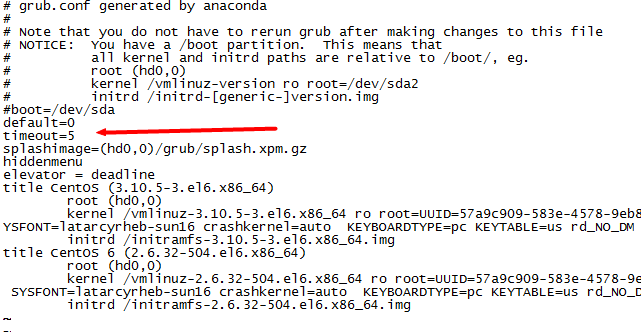 # grub.conf generated by anaconda
#
# Note that you do not have to rerun grub after making changes to this file
# NOTICE:  You have a /boot partition.  This means that
#          all kernel and initrd paths are relative to /boot/, eg.
#          root (hd0,0)
#          kernel /vmlinuz-version ro root=/dev/sda2
#          initrd /initrd-[generic-]version.img
#boot=/dev/sda
default=0
timeout=5
splashimage=(hd0,0)/grub/splash.xpm.gz
hiddenmenu
elevator = deadline
title CentOS (3.10.5-3.el6.x86_64)
        root (hd0,0)
        kernel /vmlinuz-3.10.5-3.el6.x86_64 ro root=UUID=57a9c909-583e-4578-9eb8
YSFONT=latarcyrheb-sun16 crashkernel=auto  KEYBOARDTYPE=pc KEYTABLE=us rd_NO_DM
        initrd /initramfs-3.10.5-3.el6.x86_64.img
title CentOS 6 (2.6.32-504.el6.x86_64)
        root (hd0,0)
        kernel /vmlinuz-2.6.32-504.el6.x86_64 ro root=UUID=57a9c909-583e-4578-
 SYSFONT=latarcyrheb-sun16 crashkernel=auto  KEYBOARDTYPE=pc KEYTABLE=us rd_NO
        initrd /initramfs-2.6.32-504.el6.x86_64.img
~
~